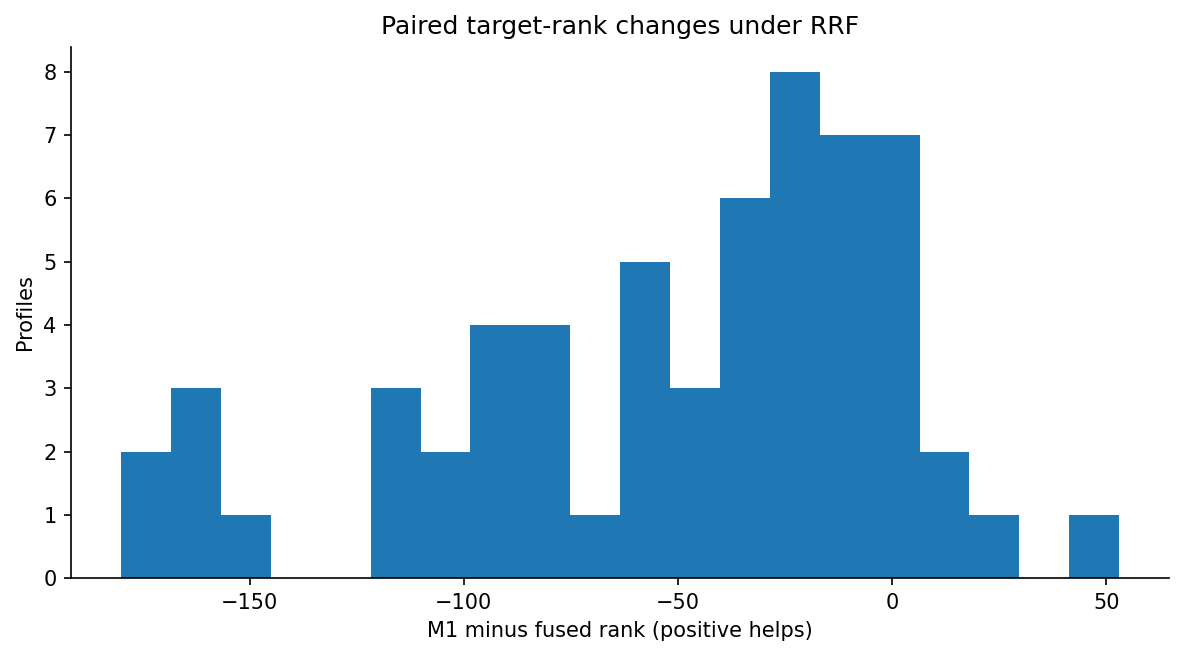 Paired target-rank changes under RRF
8
7
6
5
4
3
2
1
0
Profiles
−150 −100 −50 0 50
M1 minus fused rank (positive helps)